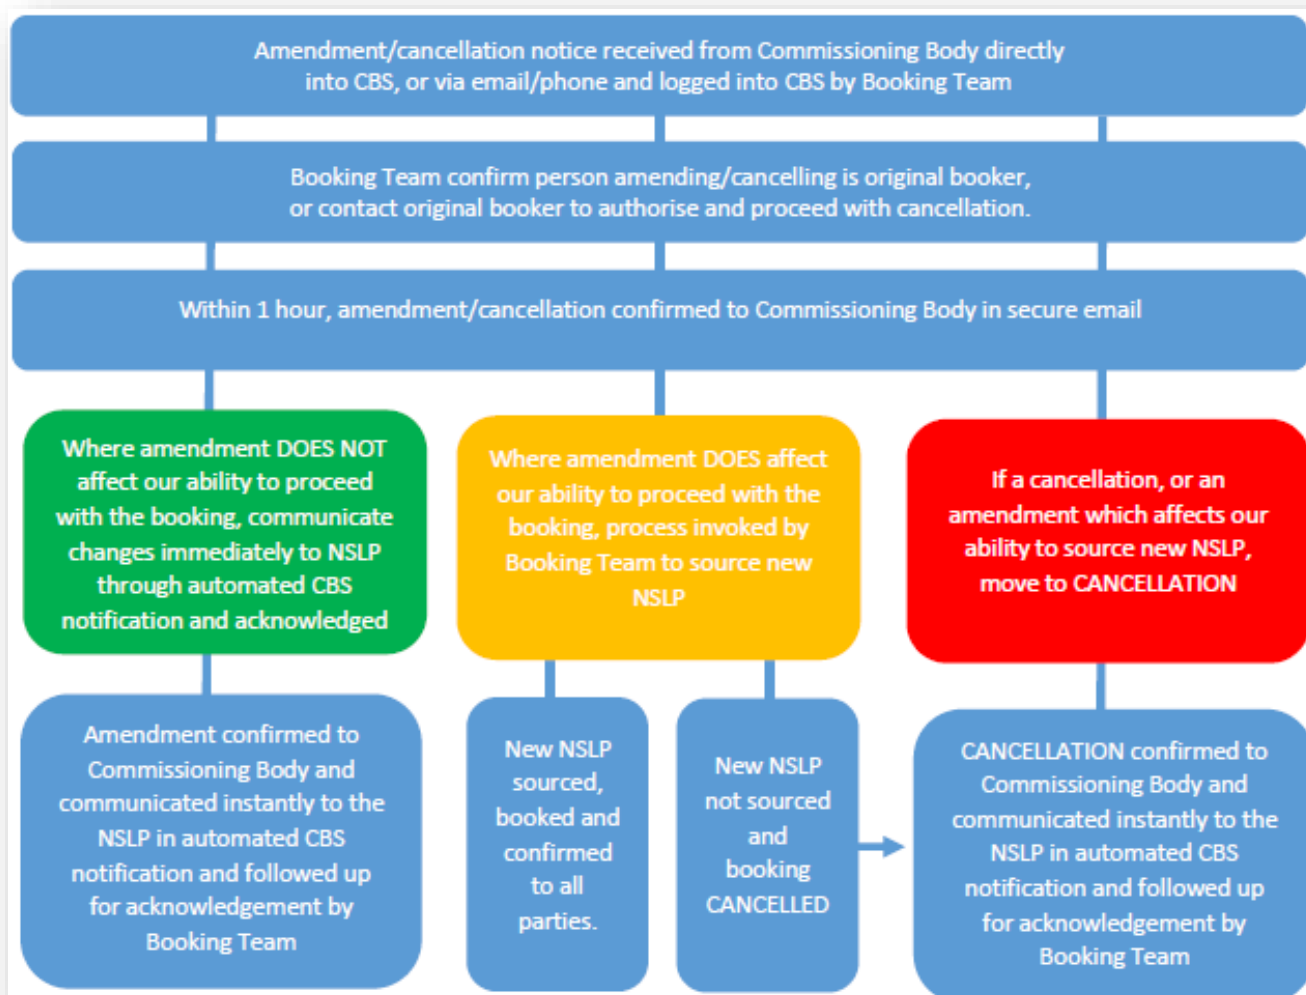 Amendment/cancellation notice received from Commissioning Body directly
into CBS, or via email/phone and logged into CBS by Booking Team
Booking Team confirm person amending/cancelling is original booker,
or contact original booker to authorise and proceed with cancellation.
Within 1 hour, amendment/cancellation confirmed to Commissioning Body in secure email
Where amendment DOES NOT
affect our ability to proceed
with the booking, communicate
changes immediately to NSLP
through automated CBS
notification and acknowledged
Where amendment DOES affect
our ability to proceed with the
booking, process invoked by
Booking Team to source new
NSLP
If a cancellation, or an
amendment which affects our
ability to source new NSLP,
move to CANCELLATION
Amendment confirmed to
Commissioning Body and
communicated instantly to the
NSLP in automated CBS
notification and followed up
for acknowledgement by
Booking Team
New NSLP
sourced,
booked and
confirmed
to all
parties.
New NSLP
not sourced
and
booking
CANCELLED
CANCELLATION confirmed to
Commissioning Body and
communicated instantly to the
NSLP in automated CBS
notification and followed up
for acknowledgement by
Booking Team